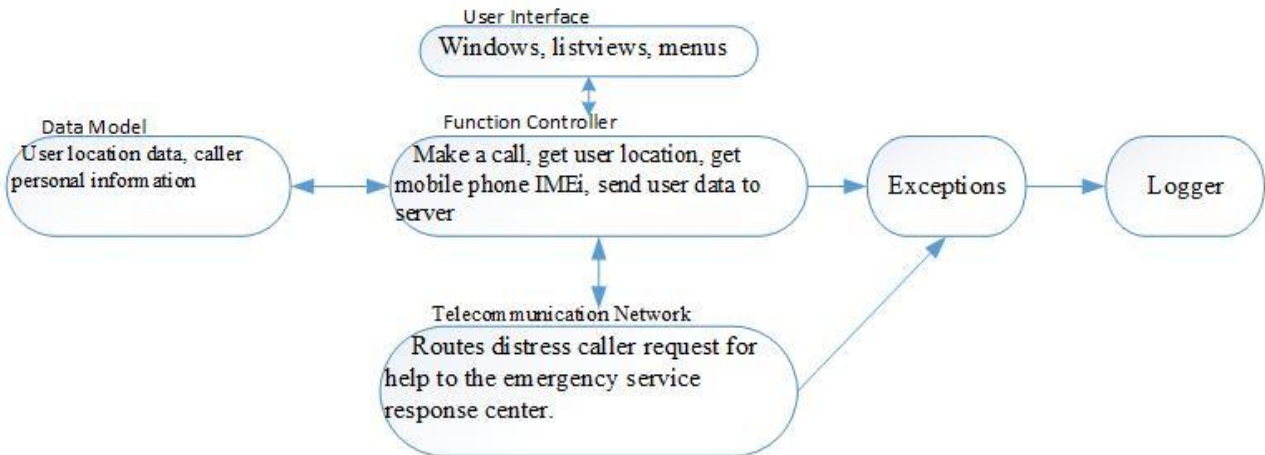 User Interface
Windows, listviews, menus
Data Model
User location data, caller
personal information
Function Controller
Make a call, get user location, get
mobile phone IMEi, send user data to
server
Exceptions
Logger
Telecommunication Network
Routes distress caller request for
help to the emergency service
response center.